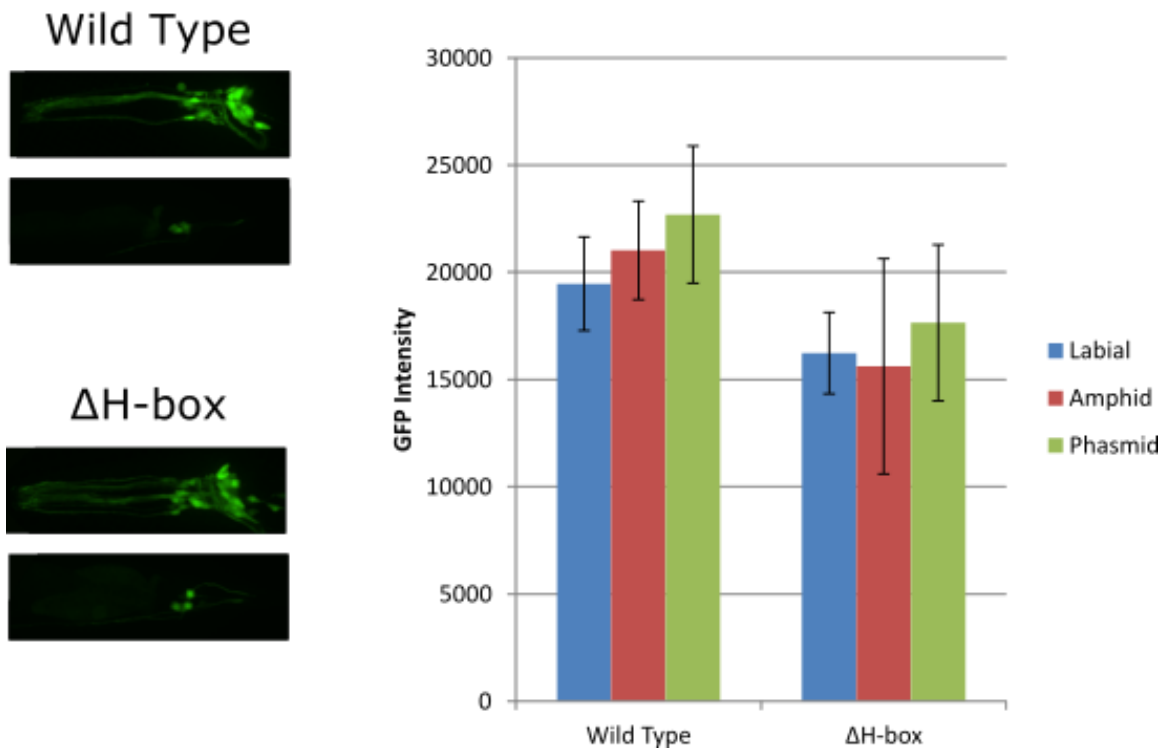 Wild Type
ΔH-box
30000
25000
20000
15000
10000
5000
0
GFP Intensity
Wild Type
ΔH-box
Labial
Amphid
Phasmid